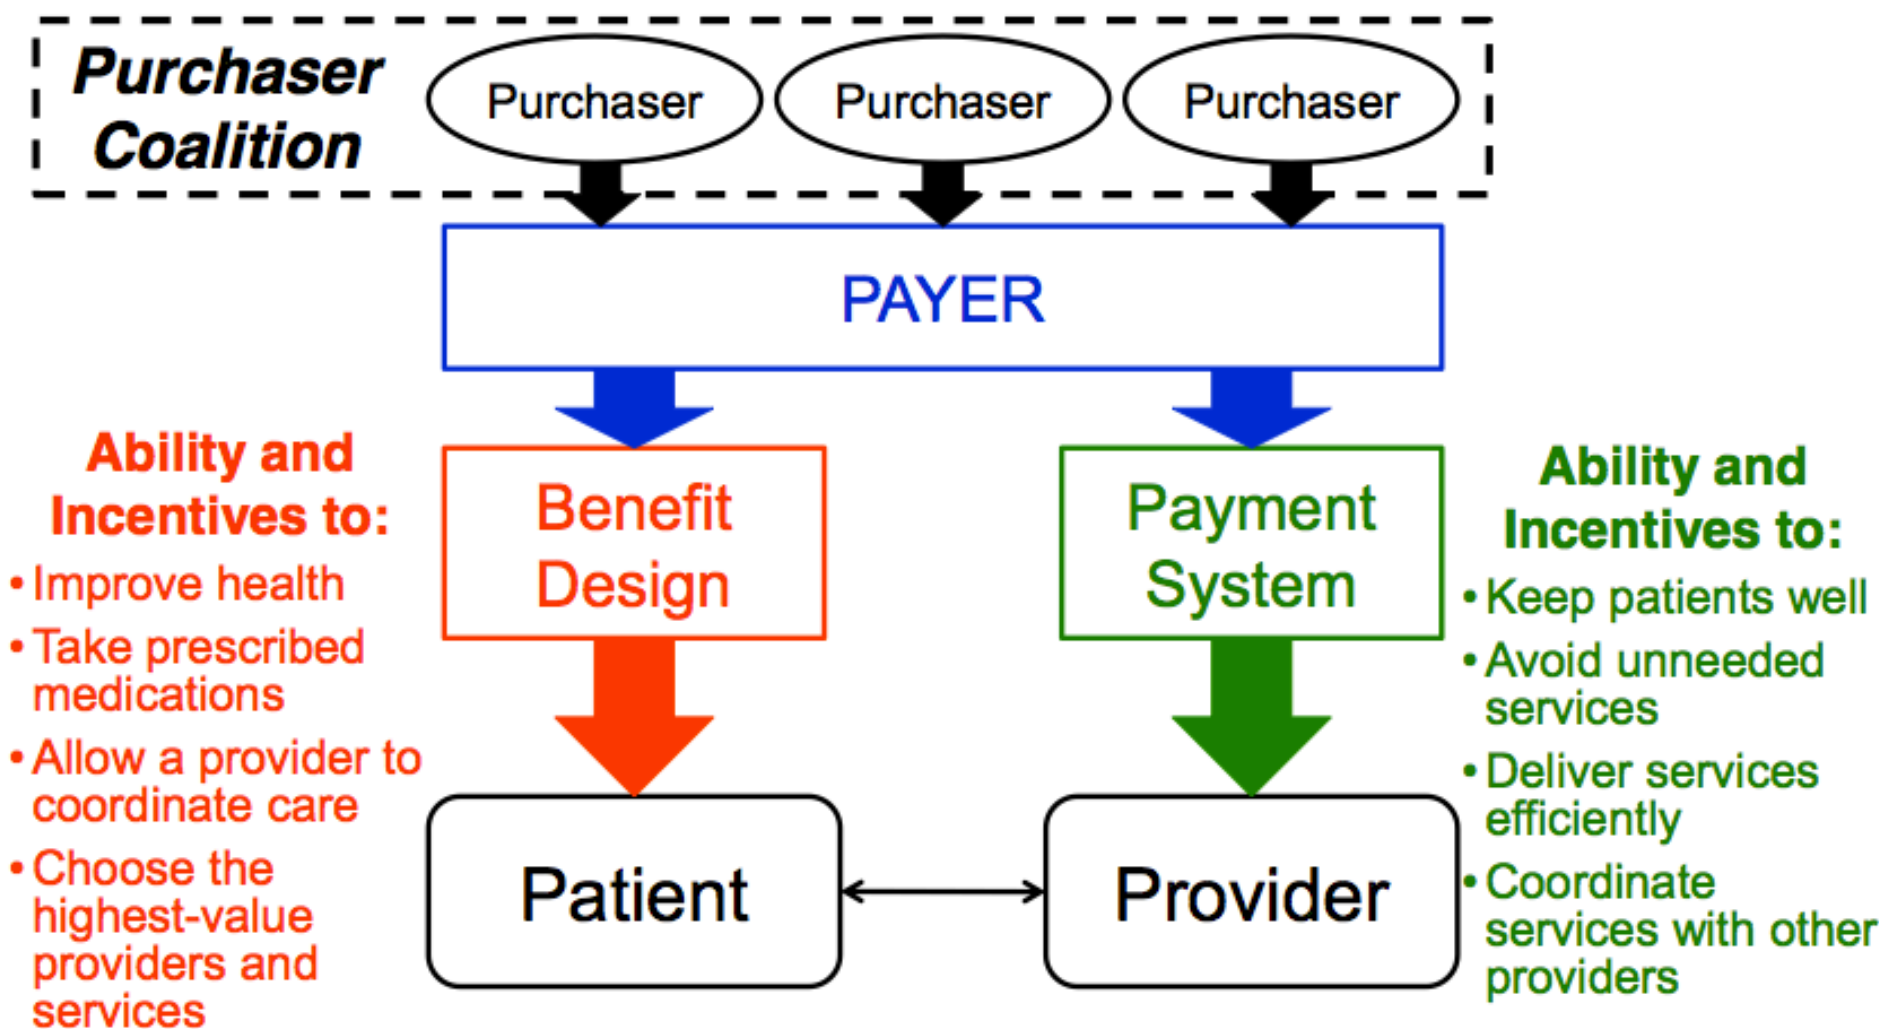 Purchaser
Coalition
Purchaser
Purchaser
Purchaser
PAYER
Ability and
Incentives to:
• Improve health
• Take prescribed
medications
• Allow a provider to
coordinate care
• Choose the
highest-value
providers and
services
Benefit
Design
Payment
System
Ability and
Incentives to:
• Keep patients well
• Avoid unneeded
services
• Deliver services
efficiently
• Coordinate
services with other
providers
Patient
Provider